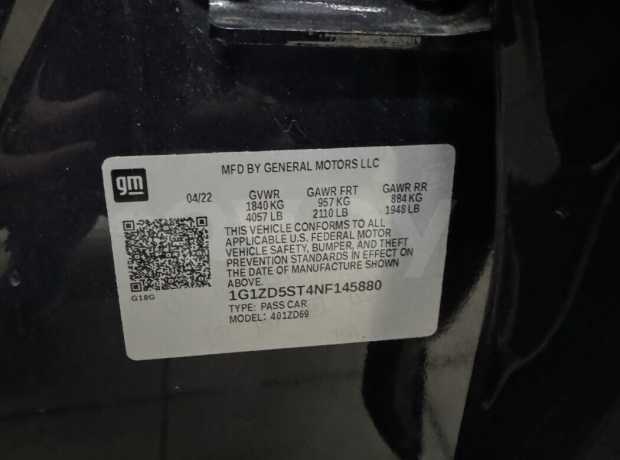 MFD BY GENERAL MOTORS LLC
gm
04/22 GVWR GAWR FRT GAWR RR
1840 KG 957 KG 884 KG
4057 LB 2110 LB 1948 LB
THIS VEHICLE CONFORMS TO ALL
APPLICABLE U.S. FEDERAL MOTOR
VEHICLE SAFETY, BUMPER, AND THEFT
PREVENTION STANDARDS IN EFFECT ON
THE DATE OF MANUFACTURE SHOWN
ABOVE.
G18G
1G1ZD5ST4NF145880
TYPE: PASS CAR
MODEL: 401ZD69